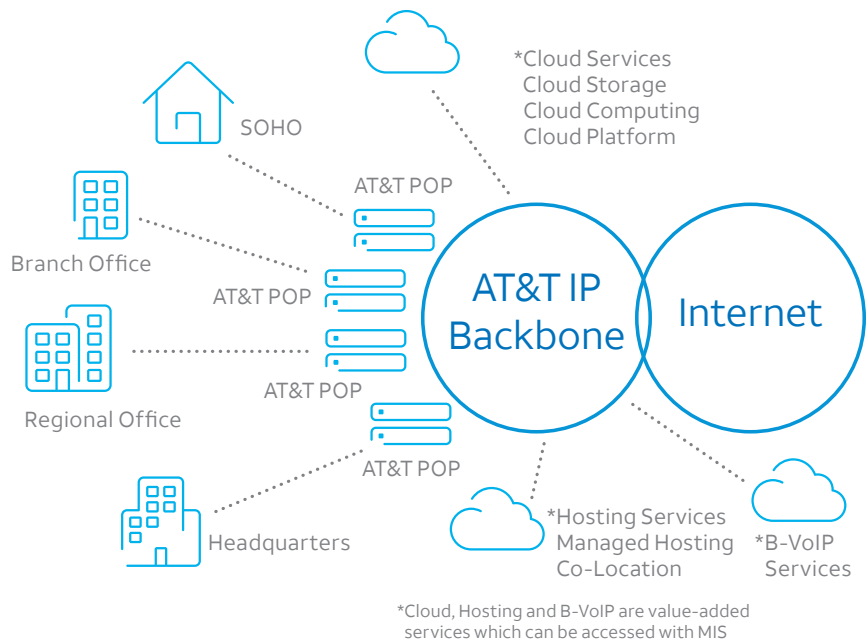 *Cloud Services
Cloud Storage
Cloud Computing
Cloud Platform
SOHO
AT&T POP
Branch Office
AT&T POP
AT&T IP
Backbone
Internet
AT&T POP
Regional Office
AT&T POP
Headquarters
*Hosting Services
Managed Hosting
Co-Location
*B-VoIP
Services
*Cloud, Hosting and B-VoIP are value-added
services which can be accessed with MIS